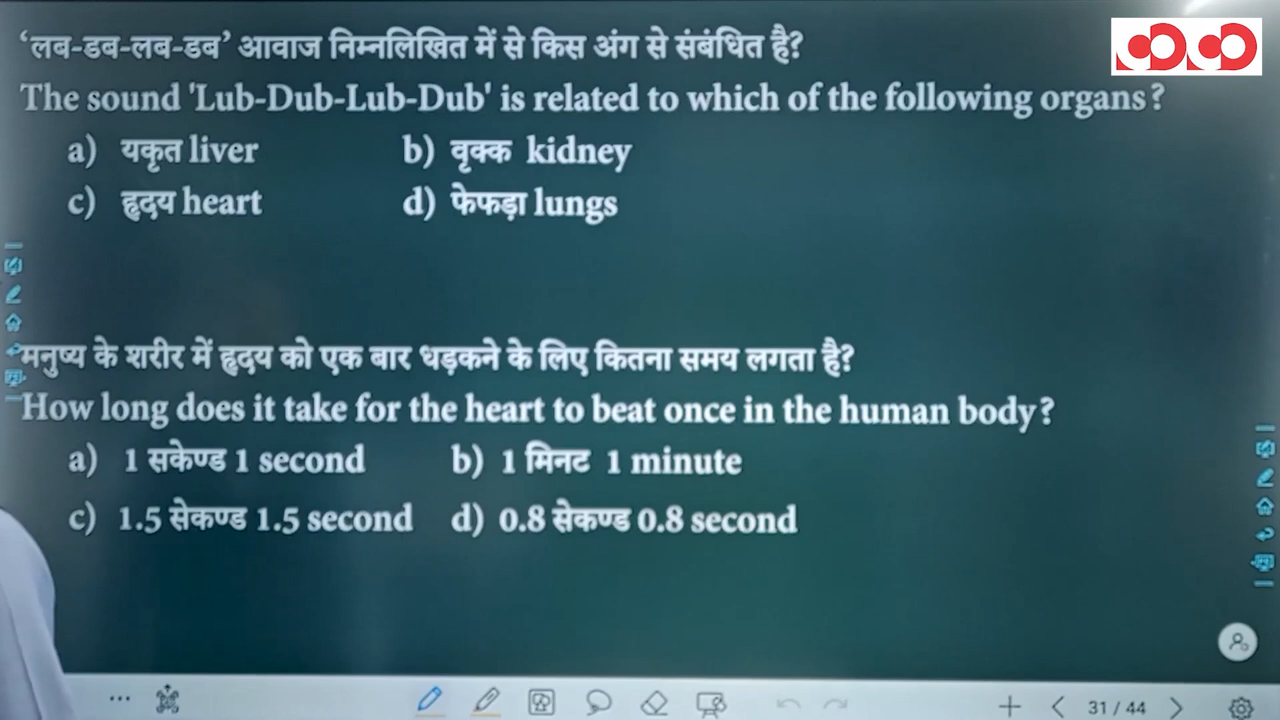 ‘लब-डब-लब-डब’ आवाज निम्नलिखित में से किस अंग से संबंधित है?
The sound 'Lub-Dub-Lub-Dub' is related to which of the following organs?
a) यकृत liver b) वृक्क kidney
c) हृदय heart d) फेफड़ा lungs
मनुष्य के शरीर में हृदय को एक बार धड़कने के लिए कितना समय लगता है?
How long does it take for the heart to beat once in the human body?
a) 1 सकेण्ड 1 second b) 1 मिनट 1 minute
c) 1.5 सेकण्ड 1.5 second d) 0.8 सेकण्ड 0.8 second
31 / 44